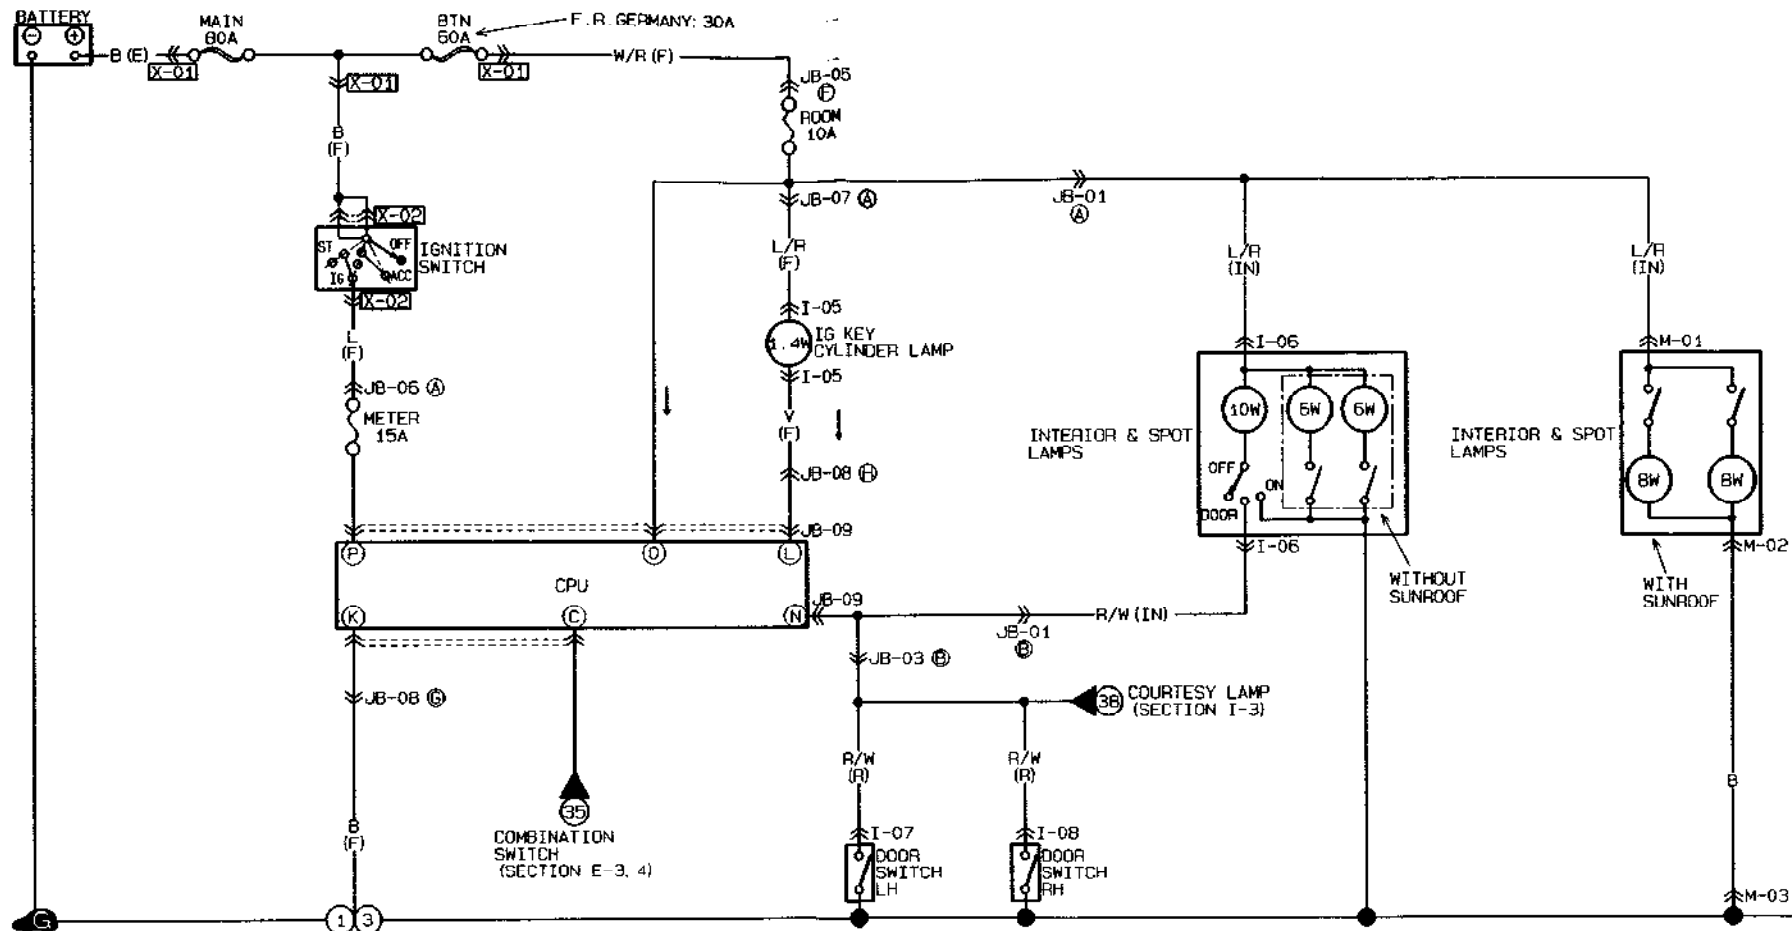 BATTERY
MAIN
80A
BTN
60A
F.R.GERMANY: 30A
B (E)
X-01
X-01
W/R (F)
X-01
JB-05
F
ROOM
10A
B
(F)
JB-07 A
JB-01
A
X-02
ST
OFF
IG
ACC
IGNITION
SWITCH
X-02
L/R
(F)
L/R
(IN)
L/R
(IN)
L
(F)
I-05
1.4W
IG KEY
CYLINDER LAMP
I-05
I-06
M-01
JB-06 A
METER
15A
V
(F)
JB-08 H
10W
5W
5W
INTERIOR & SPOT
LAMPS
OFF
ON
DOOR
INTERIOR & SPOT
LAMPS
8W
8W
JB-09
P
O
L
CPU
K
C
N
I-06
M-02
WITHOUT
SUNROOF
WITH
SUNROOF
JB-09
JB-01
B
R/W (IN)
JB-03 B
JB-08 G
38
COURTESY LAMP
(SECTION I-3)
R/W
(R)
R/W
(R)
B
35
COMBINATION
SWITCH
(SECTION E-3, 4)
B
(F)
I-07
DOOR
SWITCH
LH
I-08
DOOR
SWITCH
RH
M-03
G
1
3